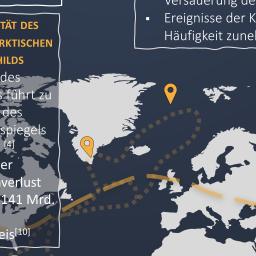 TÄT DES
RKTISCHEN
HILDS
des
s führt zu
des
spiegels
[4]
er
verlust
141 Mrd.
eis[10]
Versauerung de
▪ Ereignisse der K
Häufigkeit zune